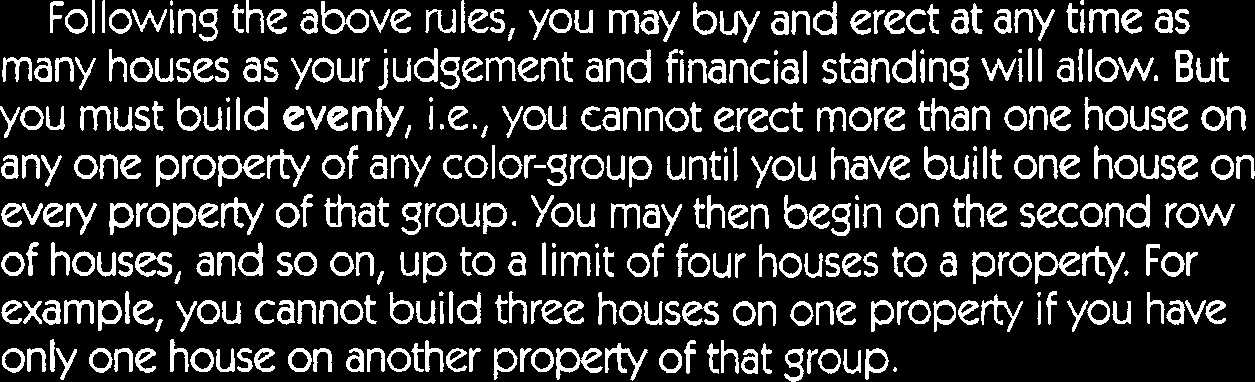 Following the above rules, you may buy and erect at any time as
many houses as your judgement and financial standing will allow. But
you must build evenly, i.e., you cannot erect more than one house on
any one property of any color-group until you have built one house on
every property of that group. You may then begin on the second row
of houses, and so on, up to a limit of four houses to a property. For
example, you cannot build three houses on one property if you have
only one house on another property of that group.